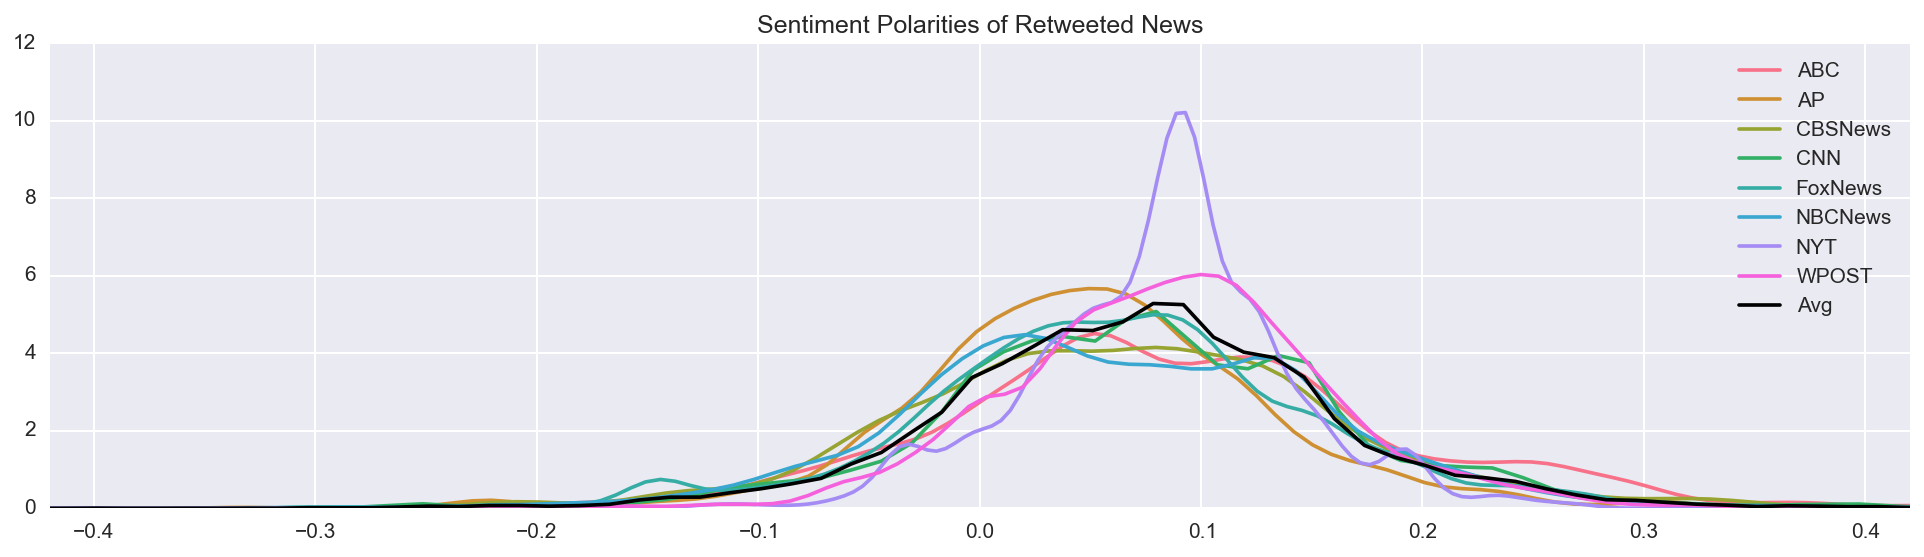 Sentiment Polarities of Retweeted News
12
10
8
6
4
2
0
−0.4 −0.3 −0.2 −0.1 0.0 0.1 0.2 0.3 0.4
ABC
AP
CBSNews
CNN
FoxNews
NBCNews
NYT
WPOST
Avg